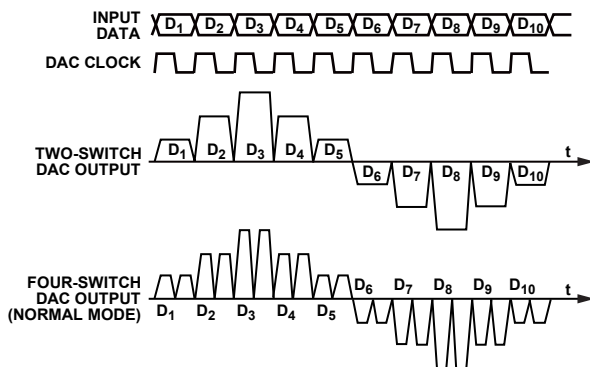 INPUT
DATA
D1 D2 D3 D4 D5 D6 D7 D8 D9 D10
DAC CLOCK
TWO-SWITCH
DAC OUTPUT
D1 D2 D3 D4 D5 D6 D7 D8 D9 D10
t
FOUR-SWITCH
DAC OUTPUT
(NORMAL MODE)
D1 D2 D3 D4 D5 D6 D7 D8 D9 D10
t